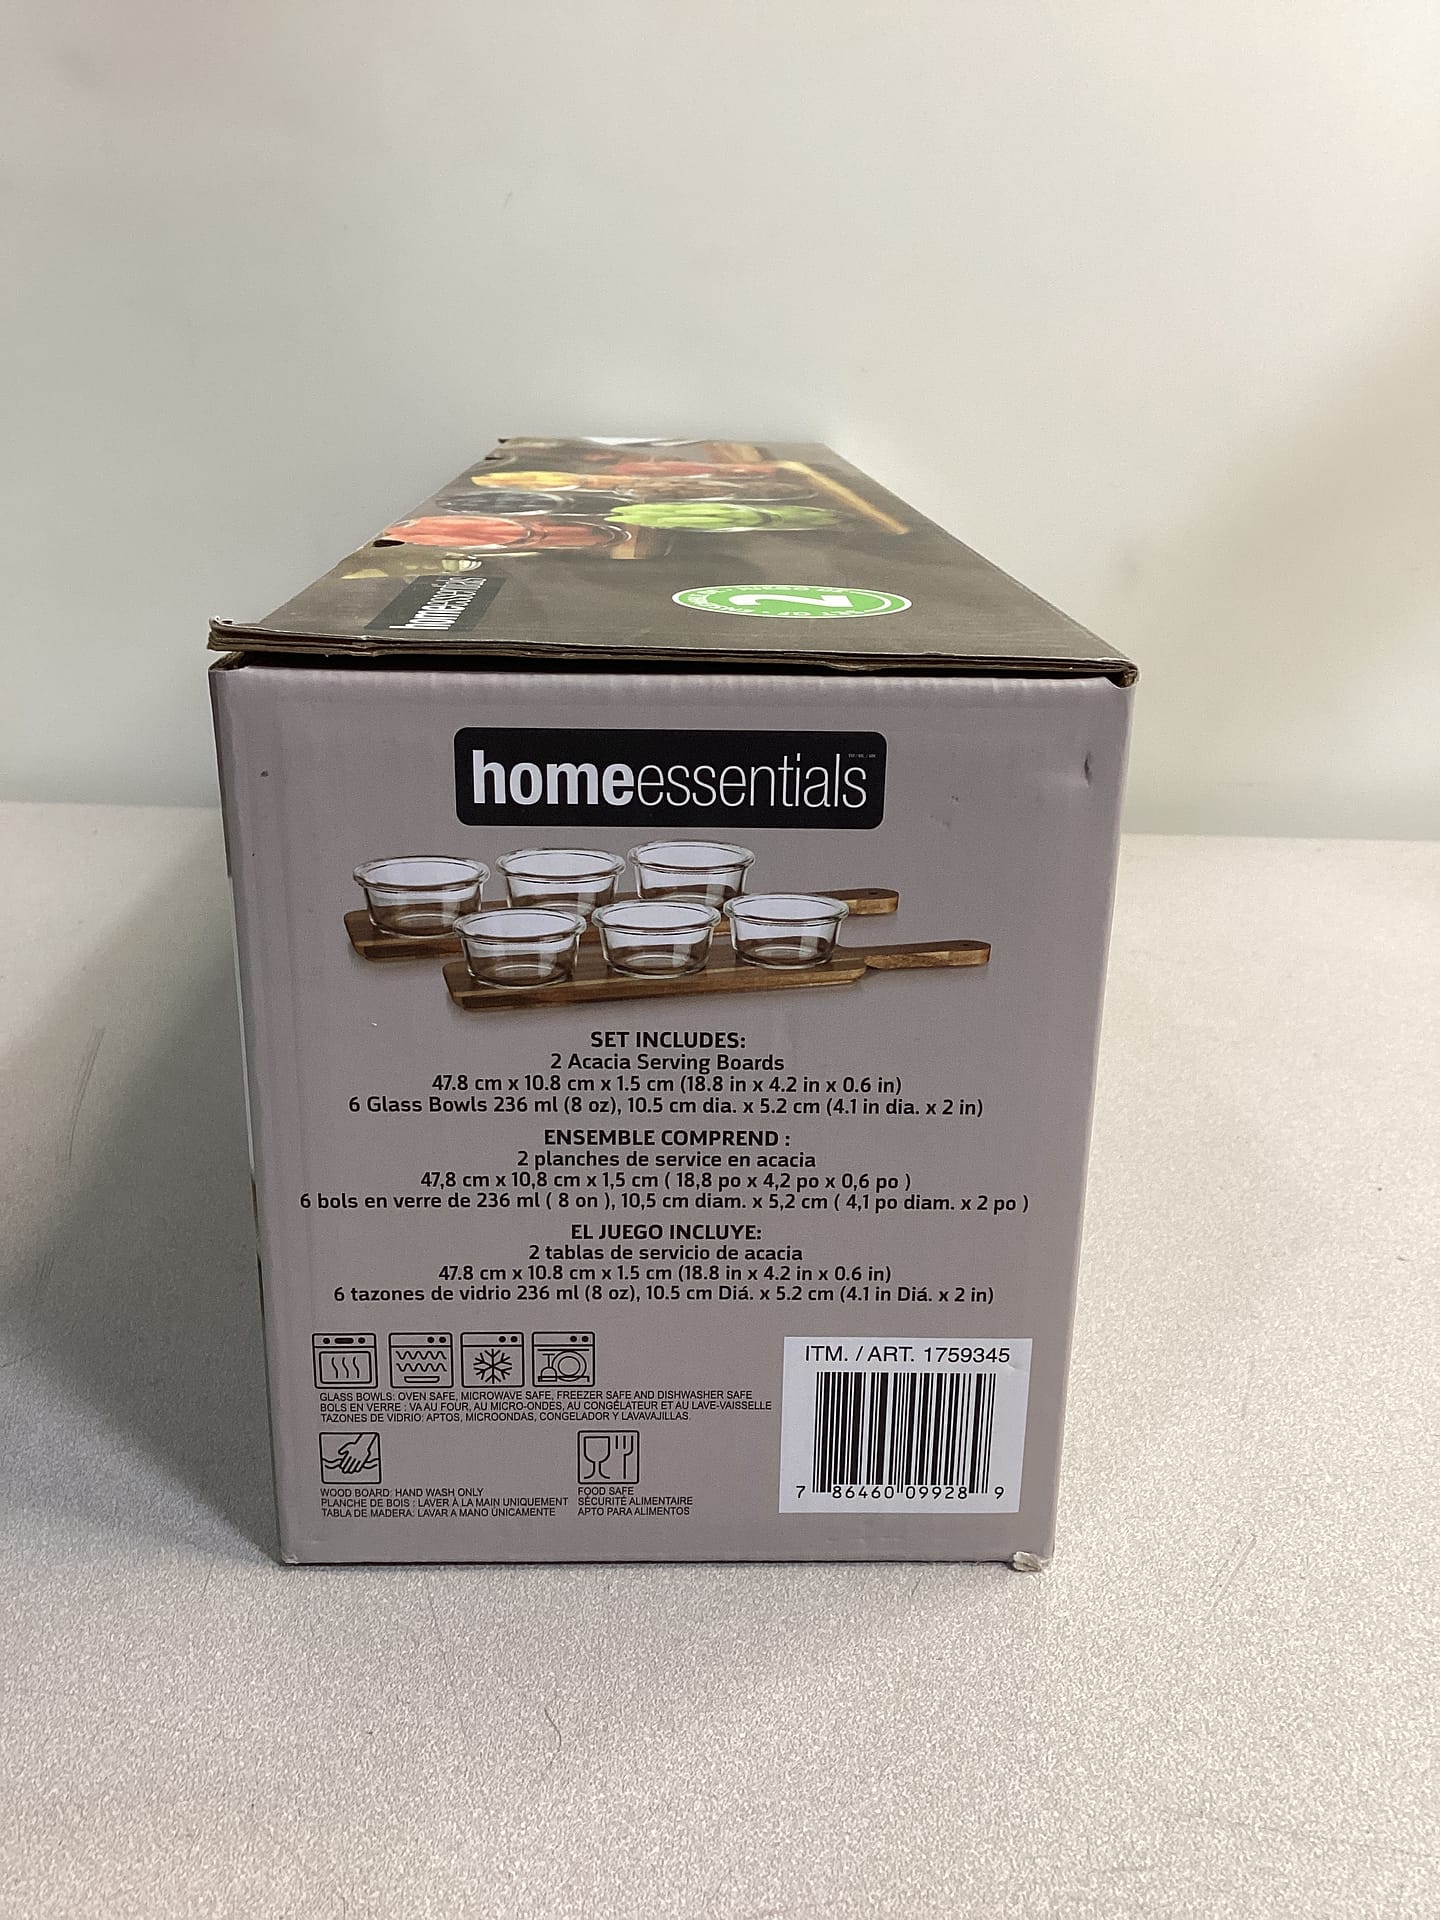 homeessentials
2
homeessentials
SET INCLUDES:
2 Acacia Serving Boards
47.8 cm x 10.8 cm x 1.5 cm (18.8 in x 4.2 in x 0.6 in)
6 Glass Bowls 236 ml (8 oz), 10.5 cm dia. x 5.2 cm (4.1 in dia. x 2 in)
ENSEMBLE COMPREND :
2 planches de service en acacia
47,8 cm x 10,8 cm x 1,5 cm ( 18,8 po x 4,2 po x 0,6 po )
6 bols en verre de 236 ml ( 8 on ), 10,5 cm diam. x 5,2 cm ( 4,1 po diam. x 2 po )
EL JUEGO INCLUYE:
2 tablas de servicio de acacia
47.8 cm x 10.8 cm x 1.5 cm (18.8 in x 4.2 in x 0.6 in)
6 tazones de vidrio 236 ml (8 oz), 10.5 cm Diá. x 5.2 cm (4.1 in Diá. x 2 in)
GLASS BOWLS: OVEN SAFE, MICROWAVE SAFE, FREEZER SAFE AND DISHWASHER SAFE
BOLS EN VERRE : VA AU FOUR, AU MICRO-ONDES, AU CONGÉLATEUR ET AU LAVE-VAISSELLE
TAZONES DE VIDRIO: APTOS, MICROONDAS, CONGELADOR Y LAVAVAJILLAS.
WOOD BOARD: HAND WASH ONLY
PLANCHE DE BOIS : LAVER À LA MAIN UNIQUEMENT
TABLA DE MADERA: LAVAR A MANO ÚNICAMENTE
FOOD SAFE
SÉCURITÉ ALIMENTAIRE
APTO PARA ALIMENTOS
ITM. / ART. 1759345
7 86460 09928 9